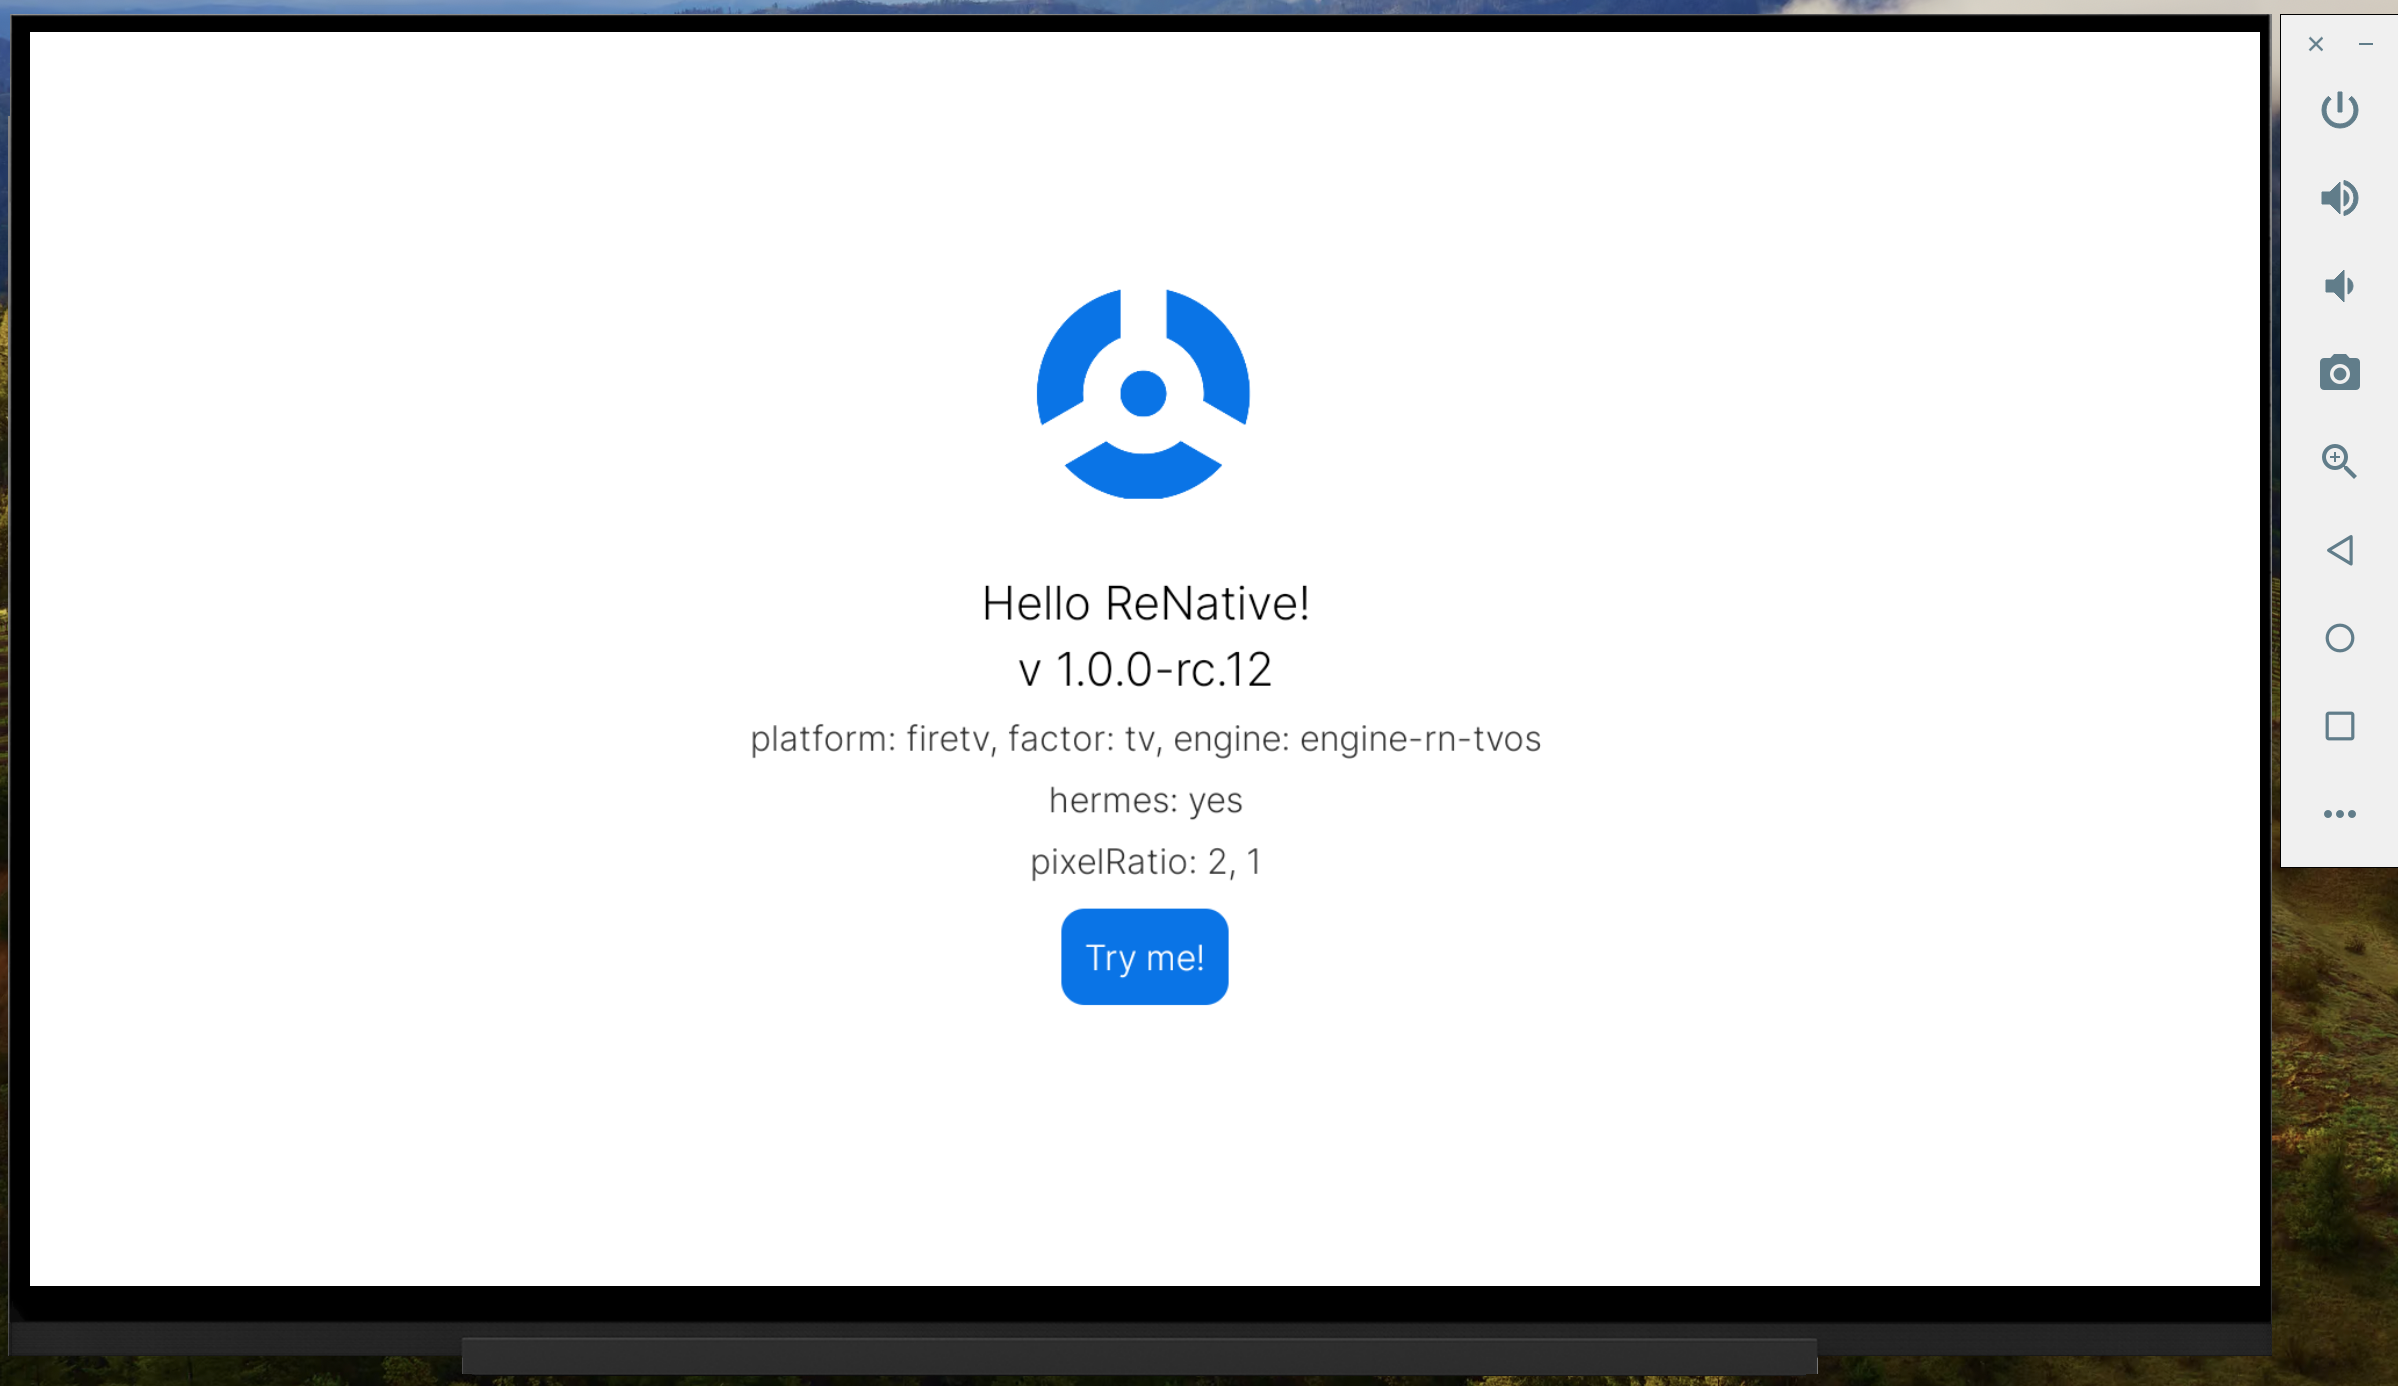 Hello ReNative!
v 1.0.0-rc.12
platform: firetv, factor: tv, engine: engine-rn-tvos
hermes: yes
pixelRatio: 2, 1
Try me!